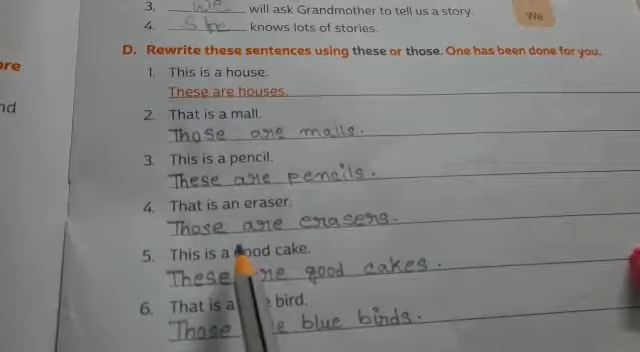 3. We will ask Grandmother to tell us a story.
We
4. She knows lots of stories.
D. Rewrite these sentences using these or those. One has been done for you.
1. This is a house.
These are houses.
2. That is a mall.
Those are malls.
3. This is a pencil.
These are pencils.
4. That is an eraser.
Those are erasers.
5. This is a good cake.
These are good cakes.
6. That is a bird.
Those blue birds.